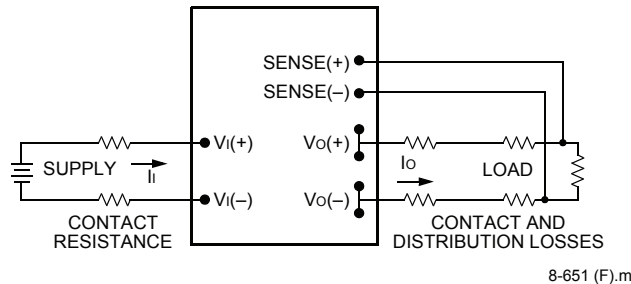 SENSE(+)
SENSE(–)
VI(+)
VO(+)
SUPPLY
II
IO
LOAD
VI(–)
VO(–)
CONTACT
RESISTANCE
CONTACT AND
DISTRIBUTION LOSSES
8-651 (F).m